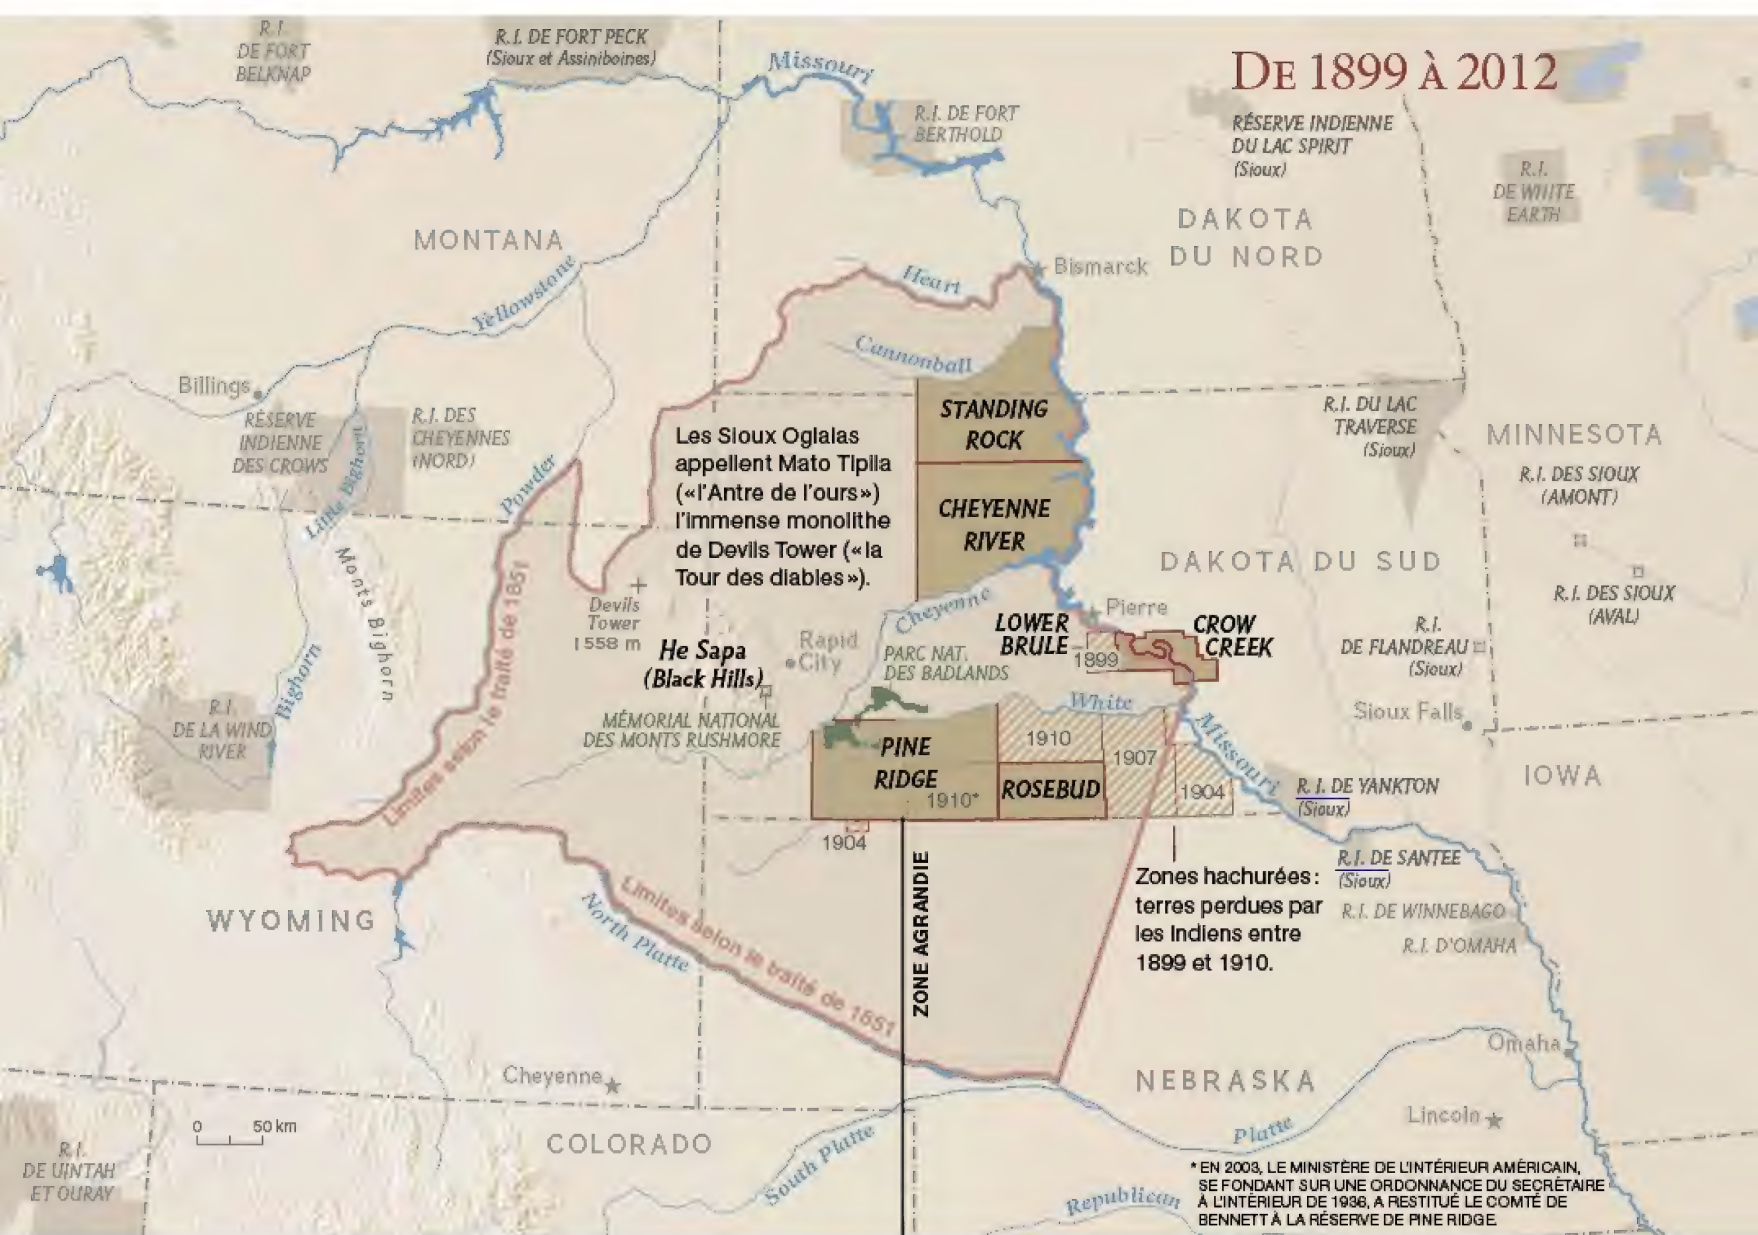 R.I.
DE FORT
BELKNAP
R.I. DE FORT PECK
(Sioux et Assiniboines)
Missouri
DE 1899 À 2012
R.I. DE FORT
BERTHOLD
RÉSERVE INDIENNE
DU LAC SPIRIT
(Sioux)
R.I.
DE WHITE
EARTH
MONTANA
DAKOTA
DU NORD
Yellowstone
Heart
Bismarck
Cannonball
Billings
RÉSERVE
INDIENNE
DES CROWS
R.I. DES
CHEYENNES
(NORD)
Little Bighorn
Powder
Les Sioux Oglalas
appellent Mato Tipila
(«l'Antre de l'ours»)
l'immense monolithe
de Devils Tower («la
Tour des diables»).
STANDING
ROCK
CHEYENNE
RIVER
R.I. DU LAC
TRAVERSE
(Sioux)
MINNESOTA
R.I. DES SIOUX
(AMONT)
R.I. DES SIOUX
(AVAL)
DAKOTA DU SUD
Monts Bighorn
Bighorn
Limites selon le traité de 1851
Devils
Tower
1558 m
He Sapa
(Black Hills)
Rapid
City
Cheyenne
PARC NAT.
DES BADLANDS
LOWER
BRULE
1899
Pierre
CROW
CREEK
R.I.
DE FLANDREAU
(Sioux)
R.I.
DE LA WIND
RIVER
MÉMORIAL NATIONAL
DES MONTS RUSHMORE
White
Missouri
Sioux Falls
PINE
RIDGE
1910*
1910
1907
ROSEBUD
1904
1904
R.I. DE YANKTON
(Sioux)
IOWA
ZONE AGRANDIE
Zones hachurées :
terres perdues par
les Indiens entre
1899 et 1910.
R.I. DE SANTEE
(Sioux)
R.I. DE WINNEBAGO
R.I. D'OMAHA
WYOMING
North Platte
Limites selon le traité de 1851
Cheyenne
NEBRASKA
Omaha
Lincoln
Platte
0 50 km
COLORADO
South Platte
Republican
R.I.
DE UINTAH
ET OURAY
* EN 2003, LE MINISTÈRE DE L'INTÉRIEUR AMÉRICAIN,
SE FONDANT SUR UNE ORDONNANCE DU SECRÉTAIRE
À L'INTÉRIEUR DE 1936, A RESTITUÉ LE COMTÉ DE
BENNETT À LA RÉSERVE DE PINE RIDGE.